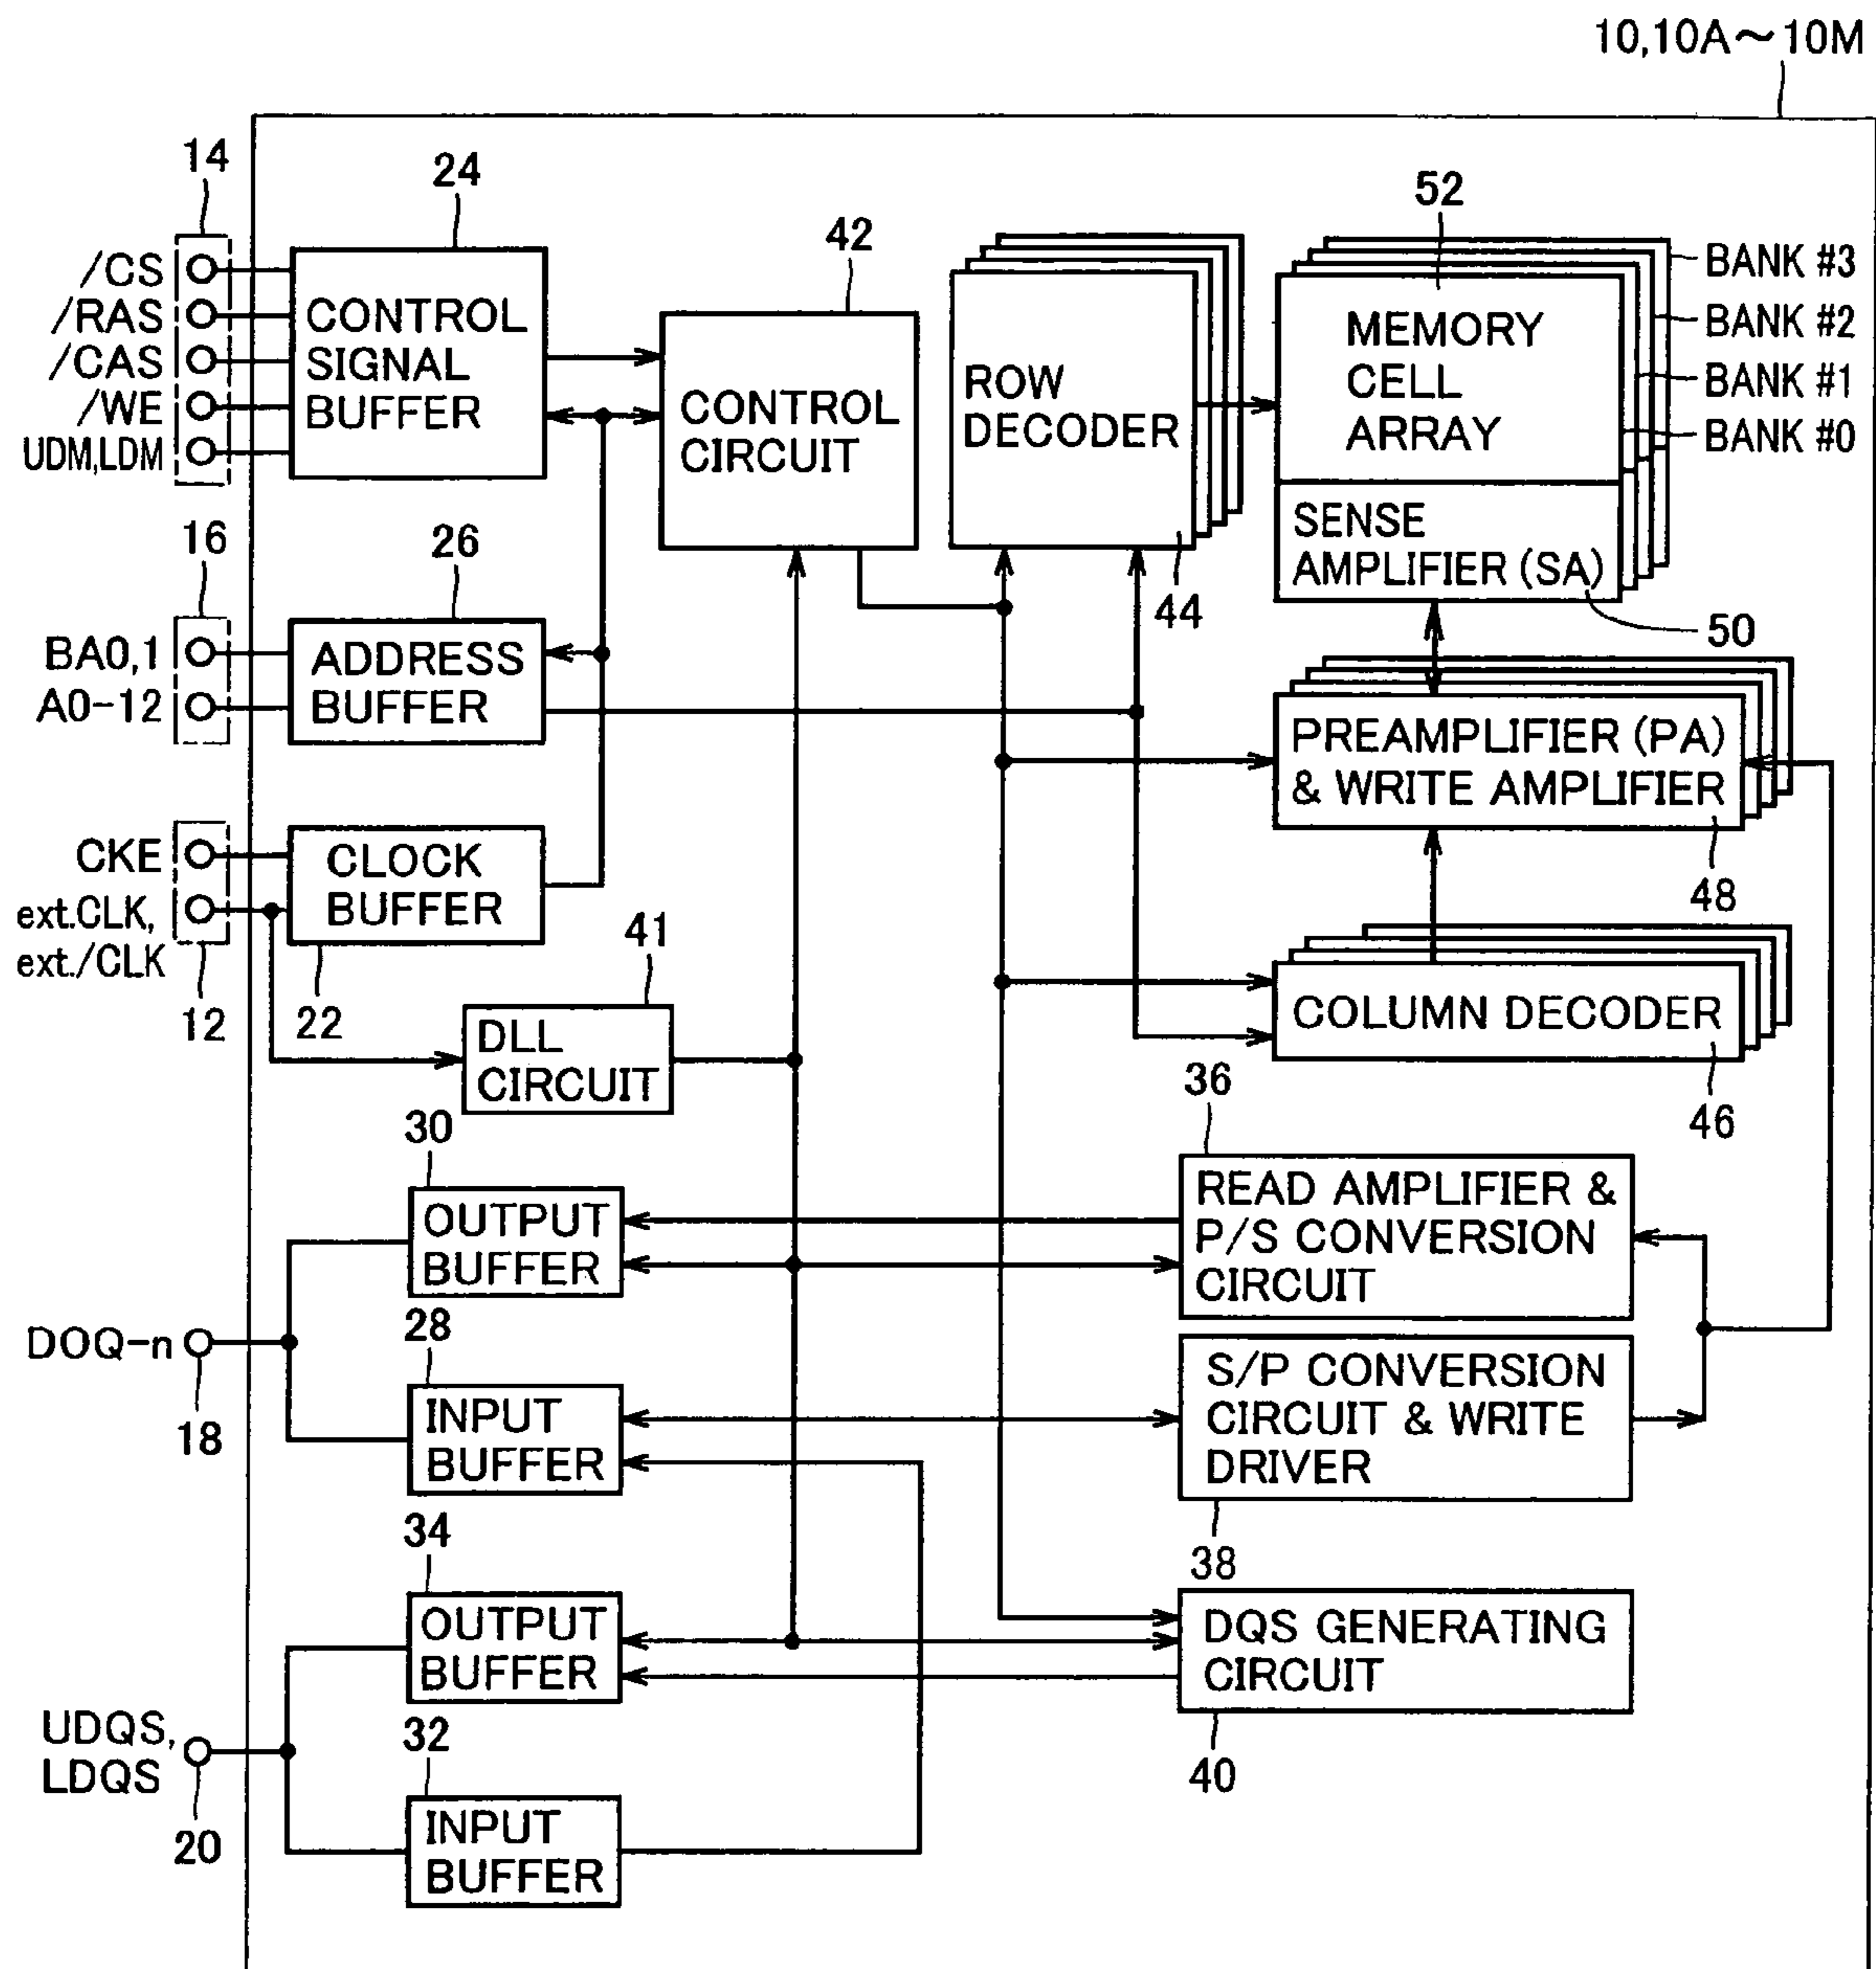 10,10A～10M
14
/CS
/RAS
/CAS
/WE
UDM,LDM
24
CONTROL
SIGNAL
BUFFER
42
CONTROL
CIRCUIT
ROW
DECODER
44
52
MEMORY
CELL
ARRAY
BANK #3
BANK #2
BANK #1
BANK #0
SENSE
AMPLIFIER (SA)
50
16
BA0,1
A0-12
26
ADDRESS
BUFFER
PREAMPLIFIER (PA)
& WRITE AMPLIFIER
48
CKE
ext.CLK,
ext./CLK
12
CLOCK
BUFFER
22
41
DLL
CIRCUIT
COLUMN DECODER
46
30
OUTPUT
BUFFER
36
READ AMPLIFIER &
P/S CONVERSION
CIRCUIT
DOQ-n
18
28
INPUT
BUFFER
S/P CONVERSION
CIRCUIT & WRITE
DRIVER
38
34
OUTPUT
BUFFER
DQS GENERATING
CIRCUIT
40
UDQS,
LDQS
20
32
INPUT
BUFFER